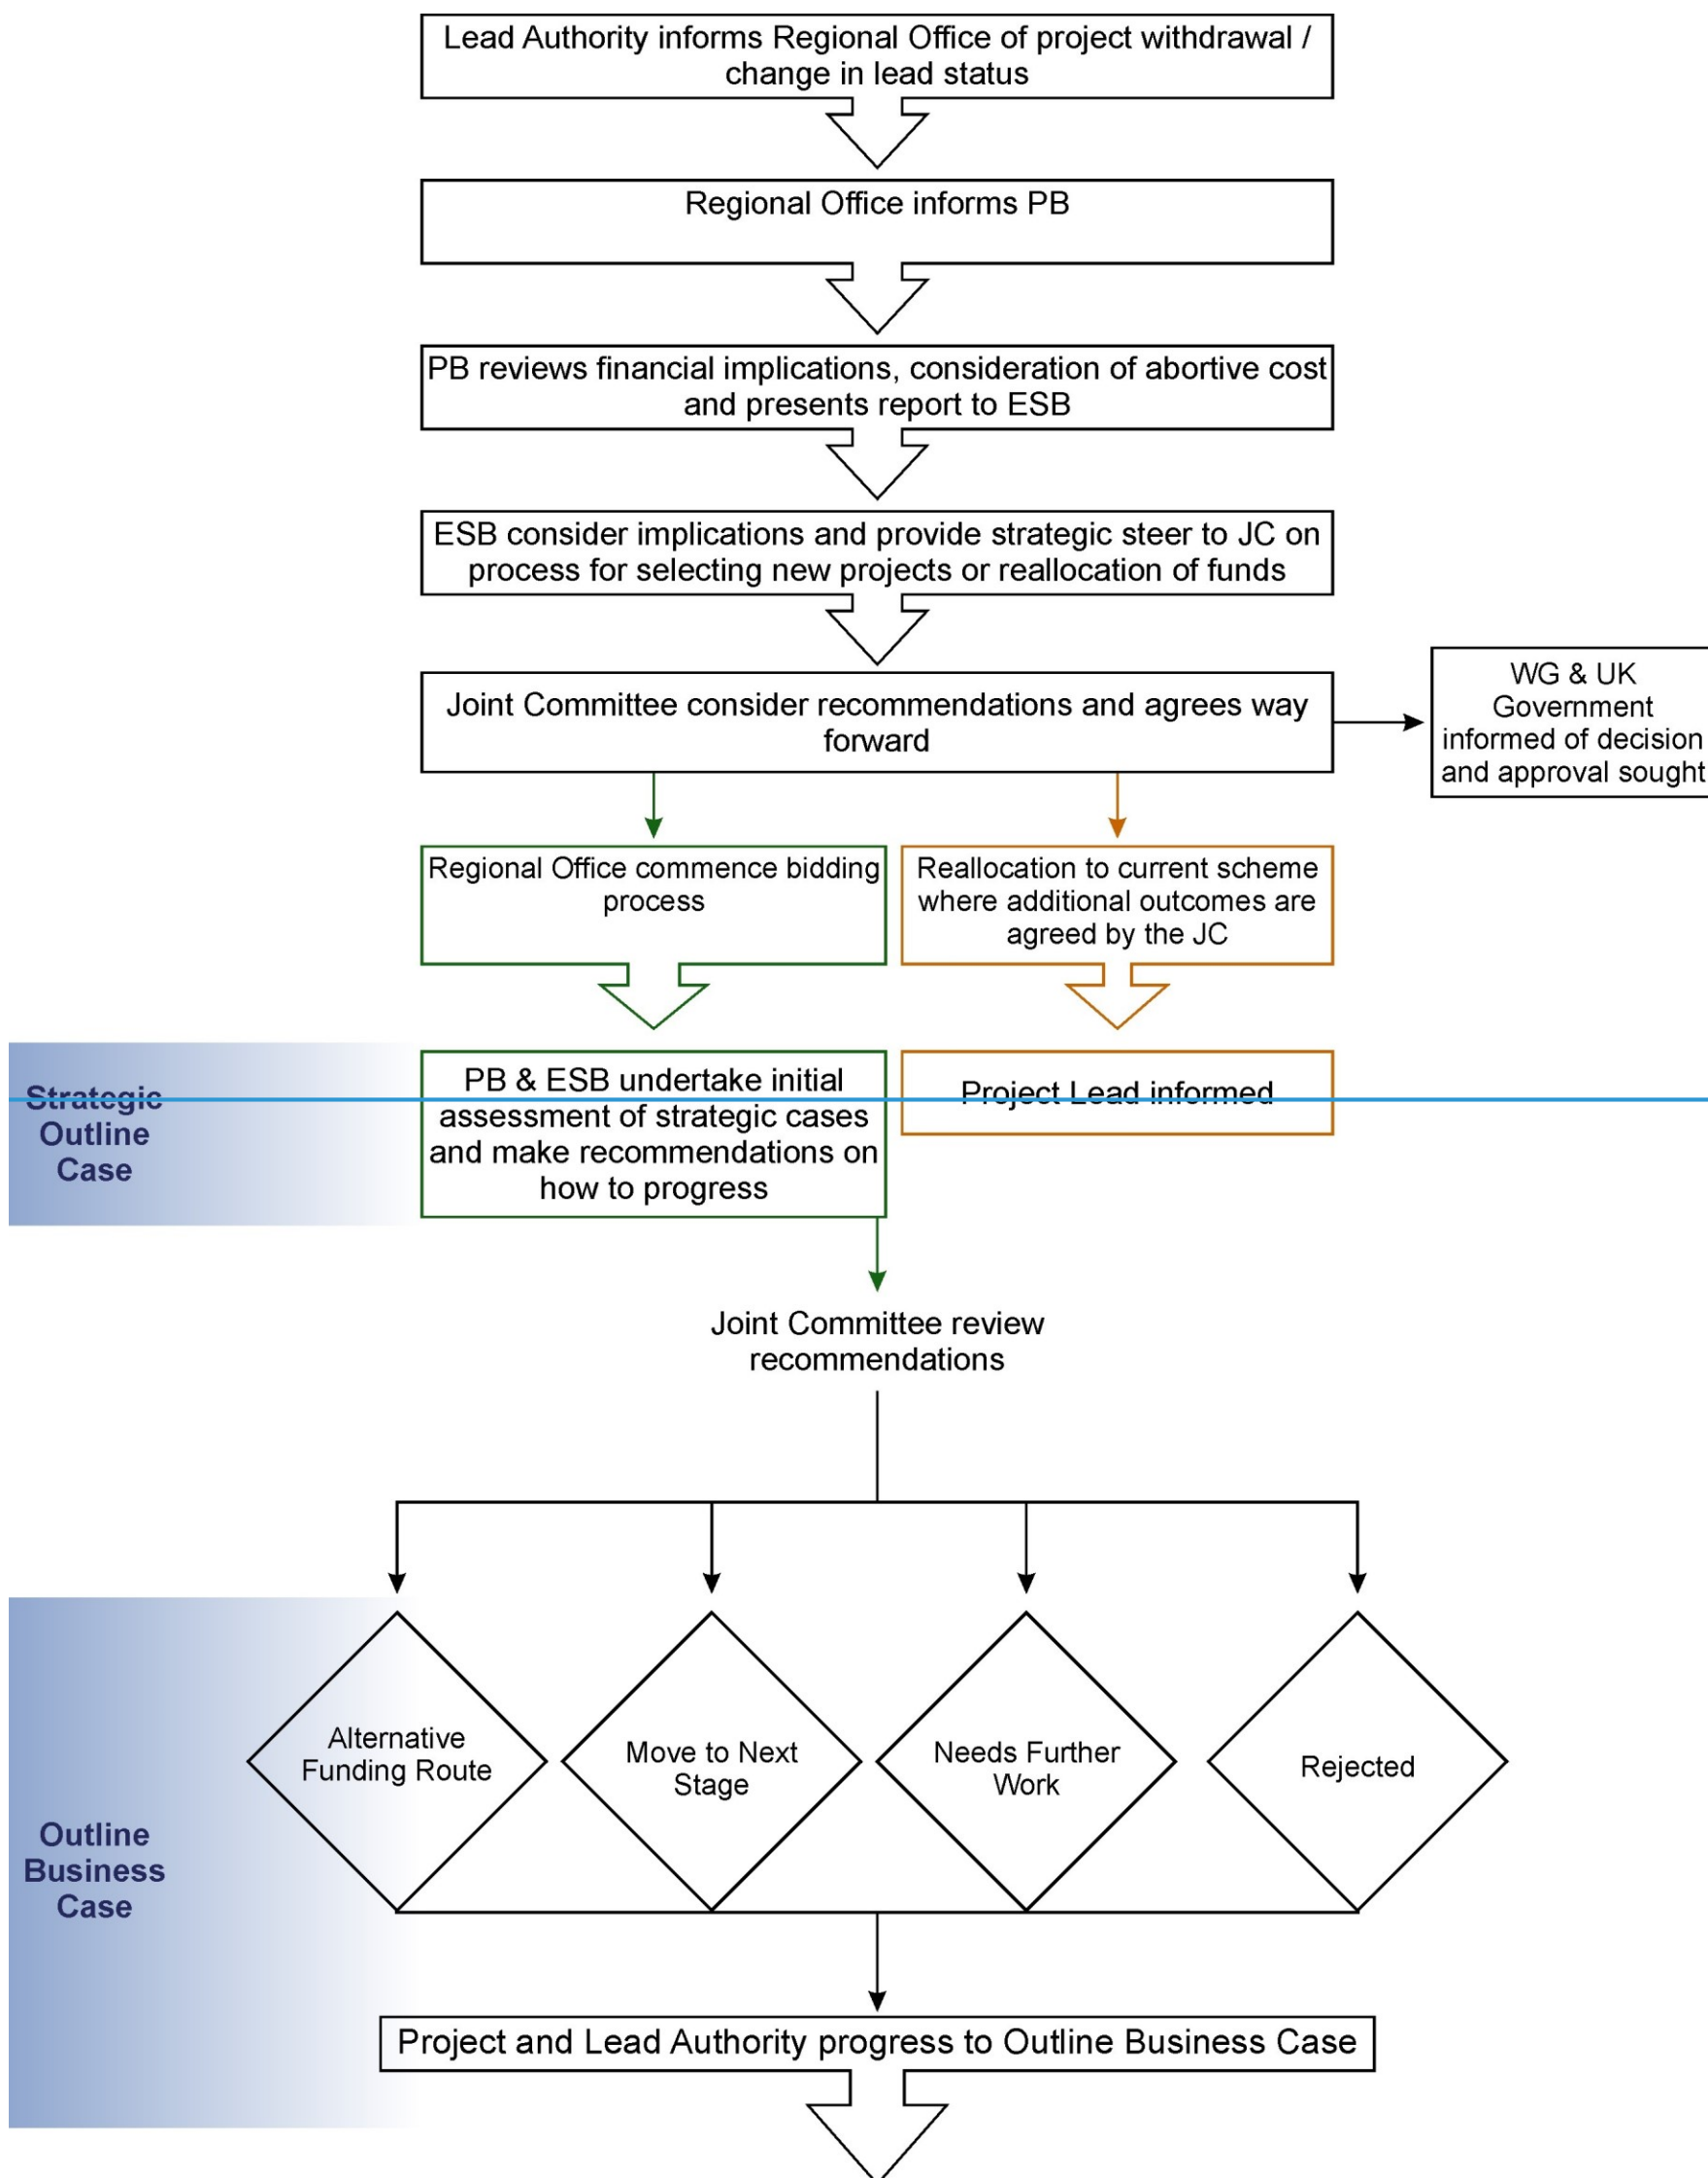 Lead Authority informs Regional Office of project withdrawal /
change in lead status
Regional Office informs PB
PB reviews financial implications, consideration of abortive cost
and presents report to ESB
ESB consider implications and provide strategic steer to JC on
process for selecting new projects or reallocation of funds
Joint Committee consider recommendations and agrees way
forward
WG & UK
Government
informed of decision
and approval sought
Regional Office commence bidding
process
Reallocation to current scheme
where additional outcomes are
agreed by the JC
Strategic
Outline
Case
PB & ESB undertake initial
assessment of strategic cases
and make recommendations on
how to progress
Project Lead informed
Joint Committee review
recommendations
Alternative
Funding Route
Move to Next
Stage
Needs Further
Work
Rejected
Outline
Business
Case
Project and Lead Authority progress to Outline Business Case